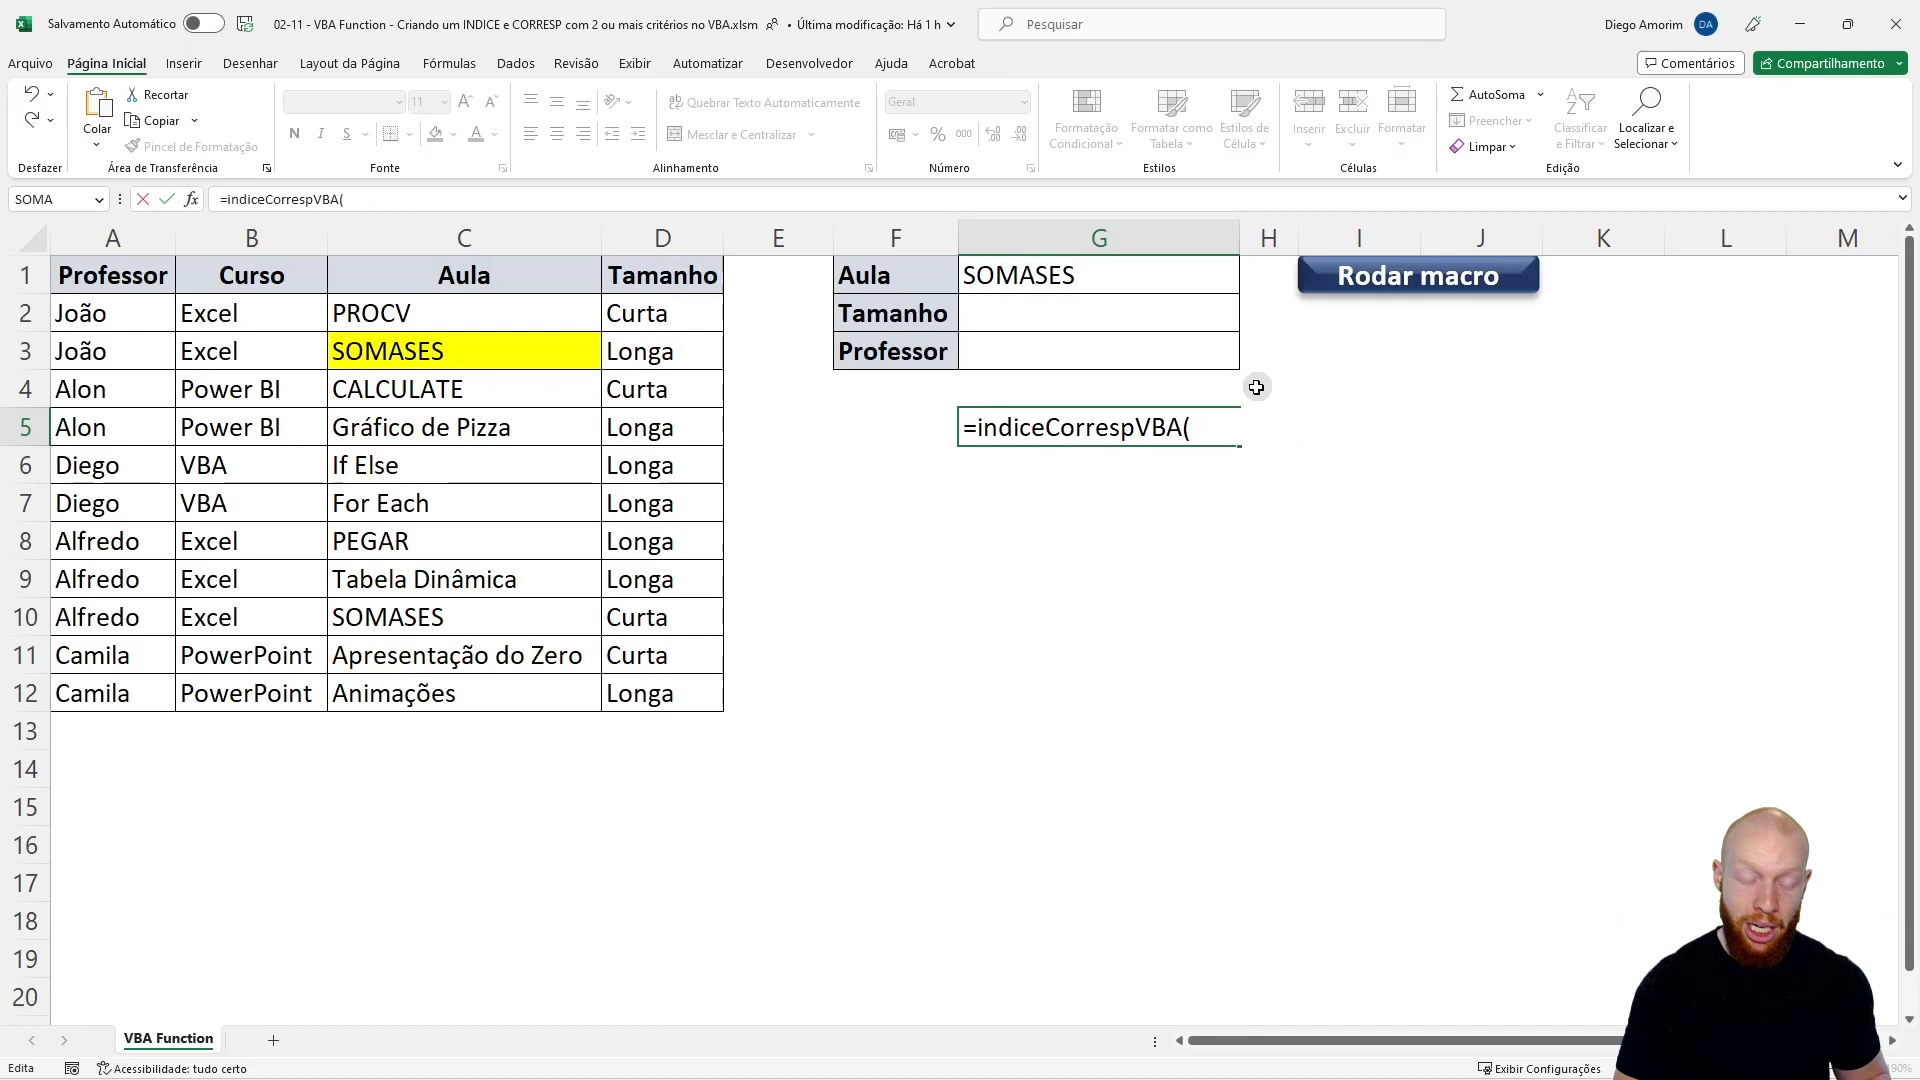 Salvamento Automático
02-11 - VBA Function - Criando um INDICE e CORRESP com 2 ou mais critérios no VBA.xlsm • Última modificação: Há 1 h
Pesquisar
Diego Amorim DA
Arquivo Página Inicial Inserir Desenhar Layout da Página Fórmulas Dados Revisão Exibir Automatizar Desenvolvedor Ajuda Acrobat
Comentários Compartilhamento
Colar
Recortar
Copiar
Pincel de Formatação
11
N I S
Quebrar Texto Automaticamente
Mesclar e Centralizar
Geral
% 000
Formatação Condicional
Formatar como Tabela
Estilos de Célula
Inserir Excluir Formatar
AutoSoma
Preencher
Limpar
Classificar e Filtrar
Localizar e Selecionar
Desfazer Área de Transferência Fonte Alinhamento Número Estilos Células Edição
SOMA fx =indiceCorrespVBA(
A B C D E F G H I J K L M
1 Professor Curso Aula Tamanho Aula SOMASES Rodar macro
2 João Excel PROCV Curta Tamanho
3 João Excel SOMASES Longa Professor
4 Alon Power BI CALCULATE Curta
5 Alon Power BI Gráfico de Pizza Longa =indiceCorrespVBA(
6 Diego VBA If Else Longa
7 Diego VBA For Each Longa
8 Alfredo Excel PEGAR Longa
9 Alfredo Excel Tabela Dinâmica Longa
10 Alfredo Excel SOMASES Curta
11 Camila PowerPoint Apresentação do Zero Curta
12 Camila PowerPoint Animações Longa
13
14
15
16
17
18
19
20
VBA Function
Edita Acessibilidade: tudo certo Exibir Configurações 90%